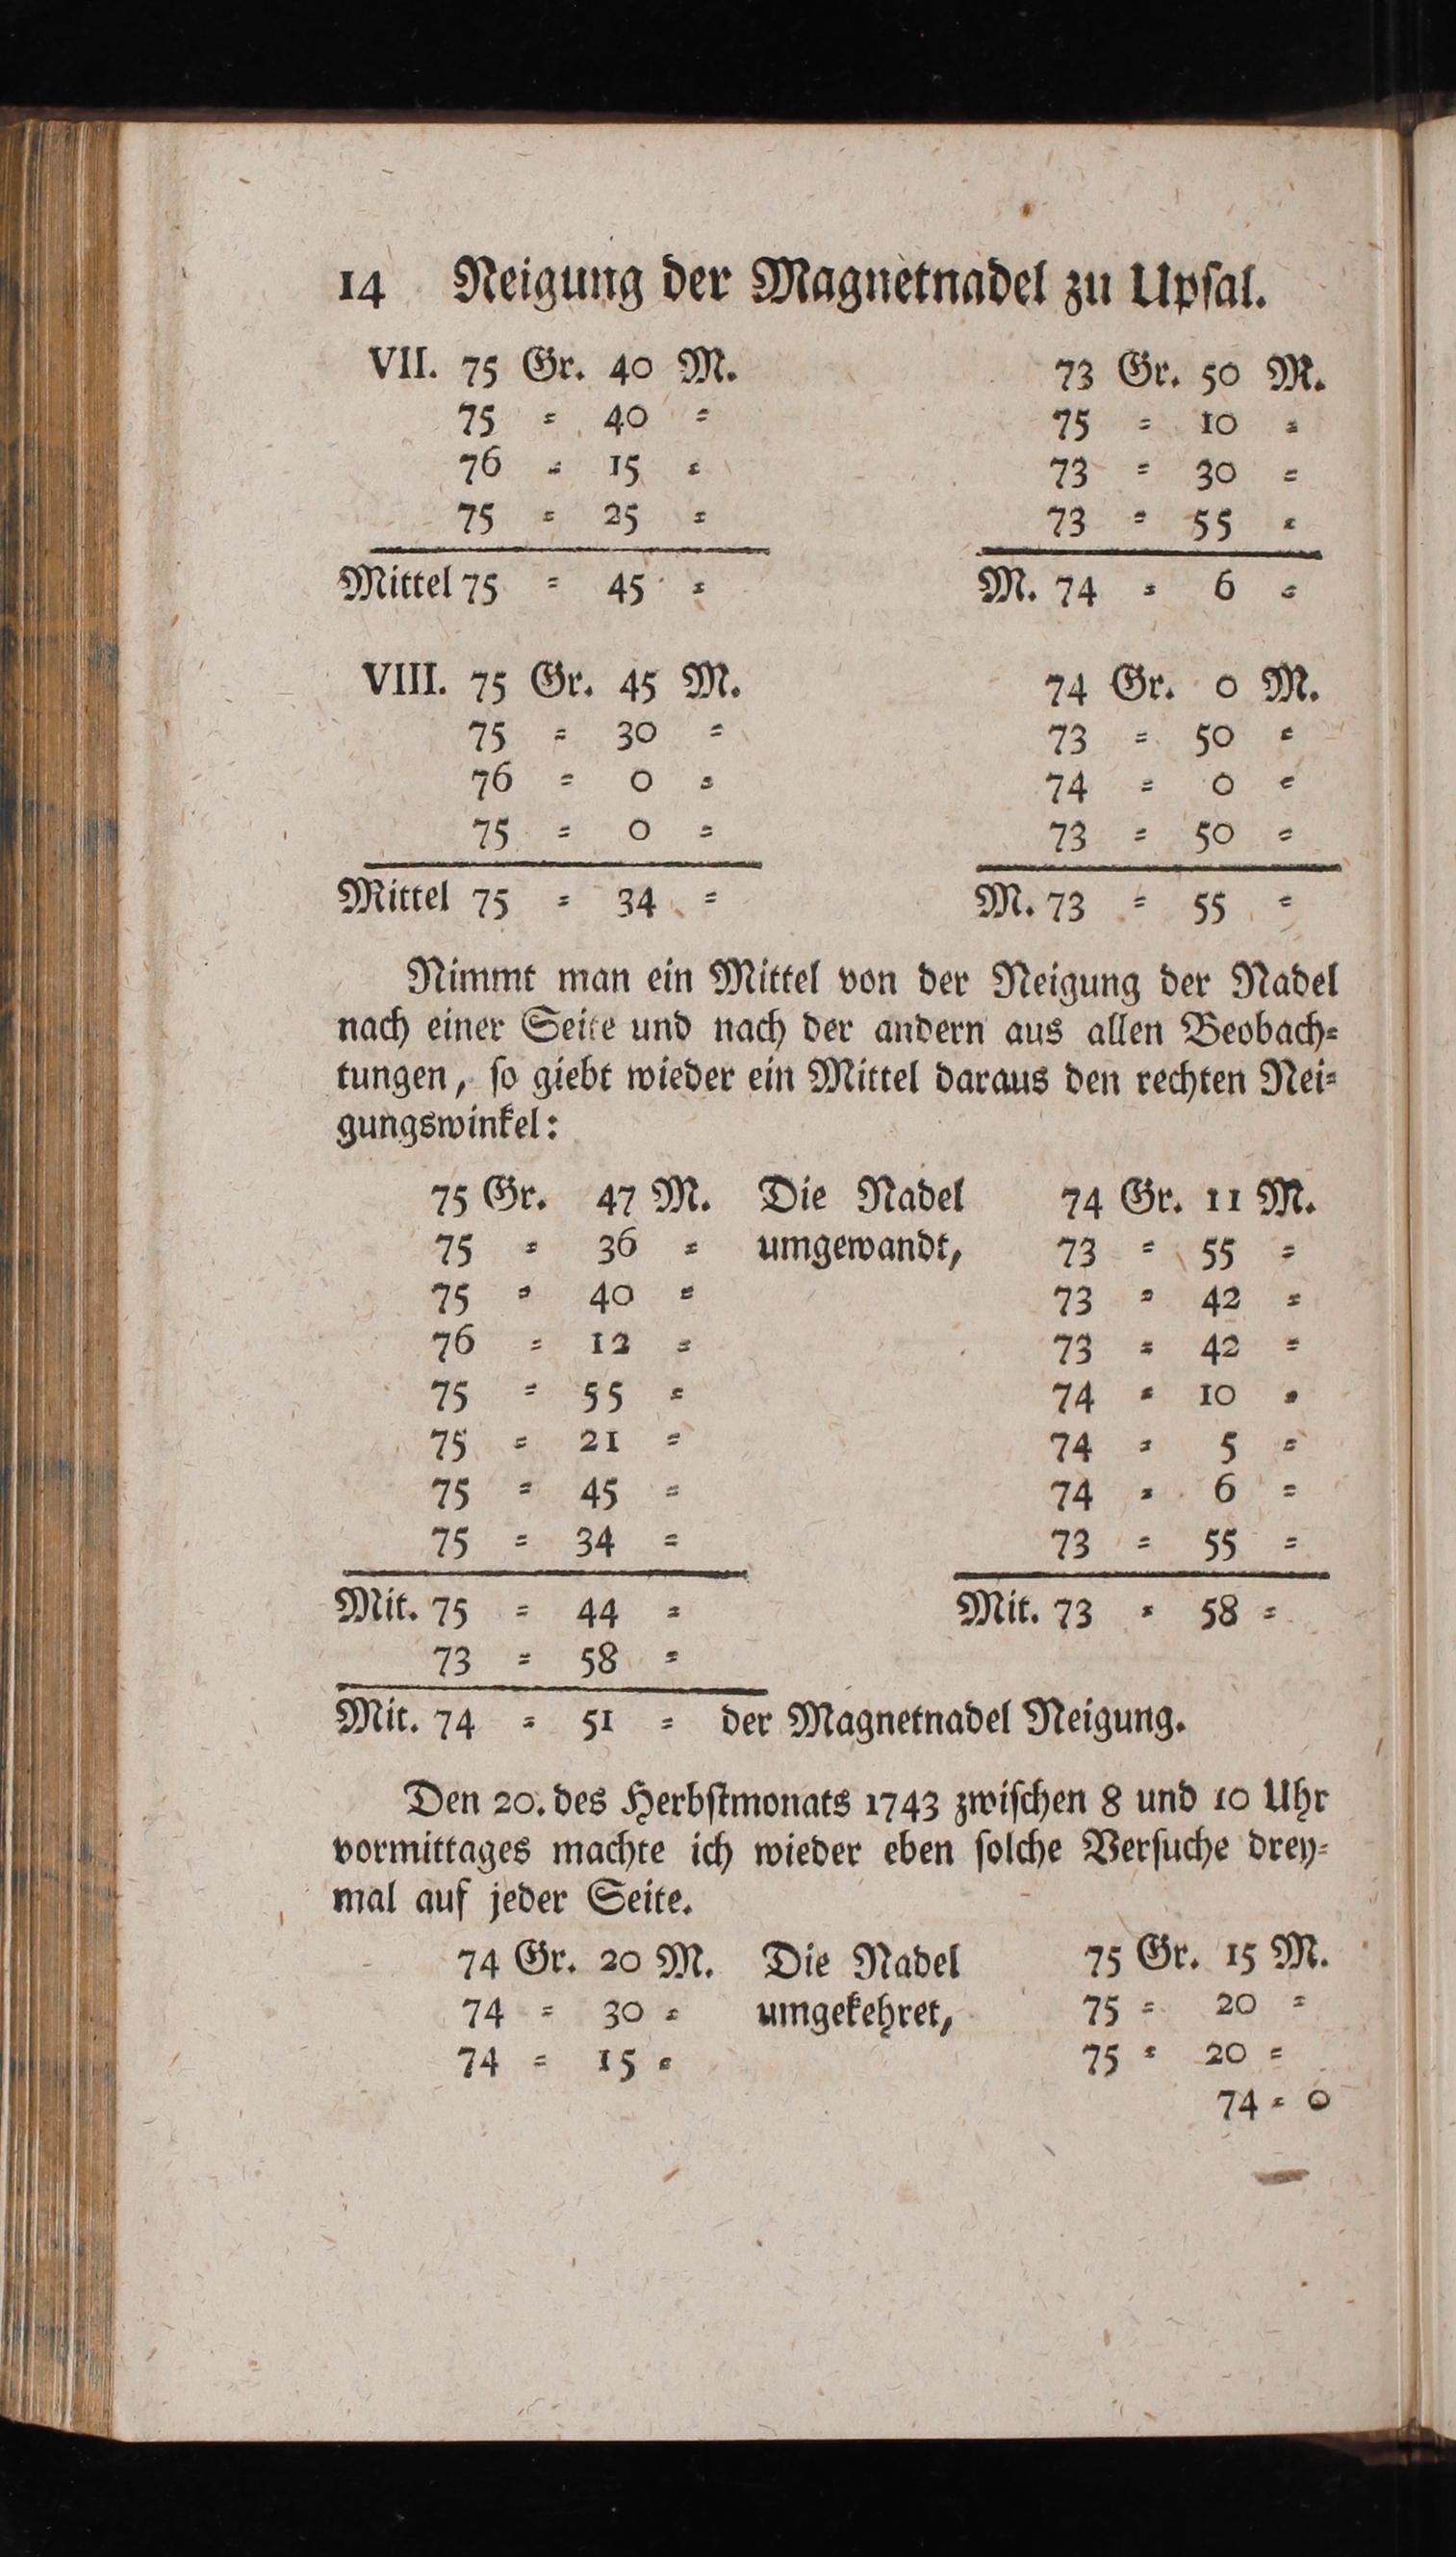 14 Neigung der Magnetnadel zu Upſal.
VII. 75 Gr. 40 M. 73 Gr. 50 M.
75 = 40 = 75 = 10 =
76 = 15 = 73 = 30 =
75 = 25 = 73 = 55 =
Mittel 75 = 45 = M. 74 = 6 =
VIII. 75 Gr. 45 M. 74 Gr. 0 M.
75 = 30 = 73 = 50 =
76 = 0 = 74 = 0 =
75 = 0 = 73 = 50 =
Mittel 75 = 34 = M. 73 = 55 =
Nimmt man ein Mittel von der Neigung der Nadel
nach einer Seite und nach der andern aus allen Beobach=
tungen, ſo giebt wieder ein Mittel daraus den rechten Nei=
gungswinkel:
75 Gr. 47 M. Die Nadel 74 Gr. 11 M.
75 = 36 = umgewandt, 73 = 55 =
75 = 40 = 73 = 42 =
76 = 12 = 73 = 42 =
75 = 55 = 74 = 10 =
75 = 21 = 74 = 5 =
75 = 45 = 74 = 6 =
75 = 34 = 73 = 55 =
Mit. 75 = 44 = Mit. 73 = 58 =
73 = 58 =
Mit. 74 = 51 = der Magnetnadel Neigung.
Den 20. des Herbſtmonats 1743 zwiſchen 8 und 10 Uhr
vormittages machte ich wieder eben ſolche Verſuche drey=
mal auf jeder Seite.
74 Gr. 20 M. Die Nadel 75 Gr. 15 M.
74 = 30 = umgekehret, 75 = 20 =
74 = 15 = 75 = 20 =
74 = 0